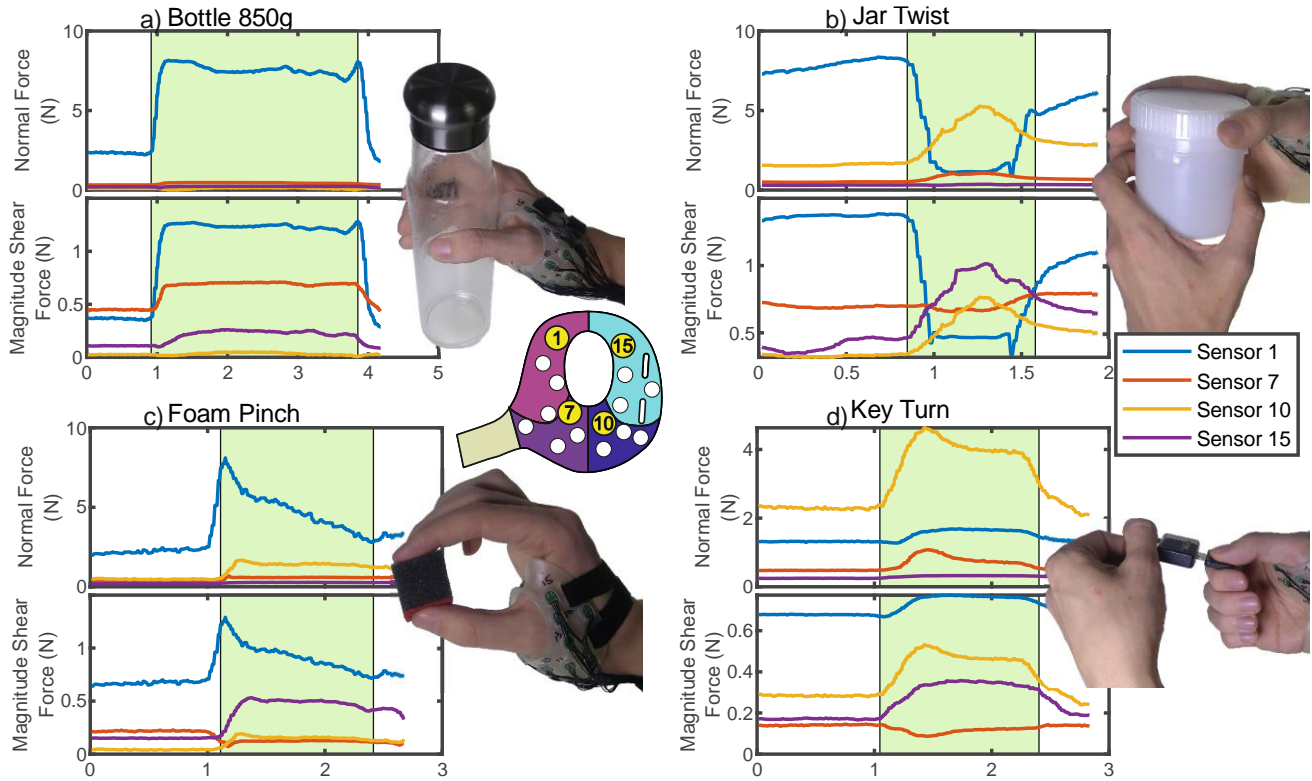 a) Bottle 850g
Normal Force
(N)
10
5
0
Magnitude Shear
Force (N)
1
0.5
0
0 1 2 3 4 5
b) Jar Twist
Normal Force
(N)
10
5
0
Magnitude Shear
Force (N)
1
0.5
0 0.5 1 1.5 2
1
15
7
10
Sensor 1
Sensor 7
Sensor 10
Sensor 15
c) Foam Pinch
Normal Force
(N)
10
5
0
Magnitude Shear
Force (N)
1
0.5
0
0 1 2 3
d) Key Turn
Normal Force
(N)
4
2
0
Magnitude Shear
Force (N)
0.6
0.4
0.2
0
0 1 2 3